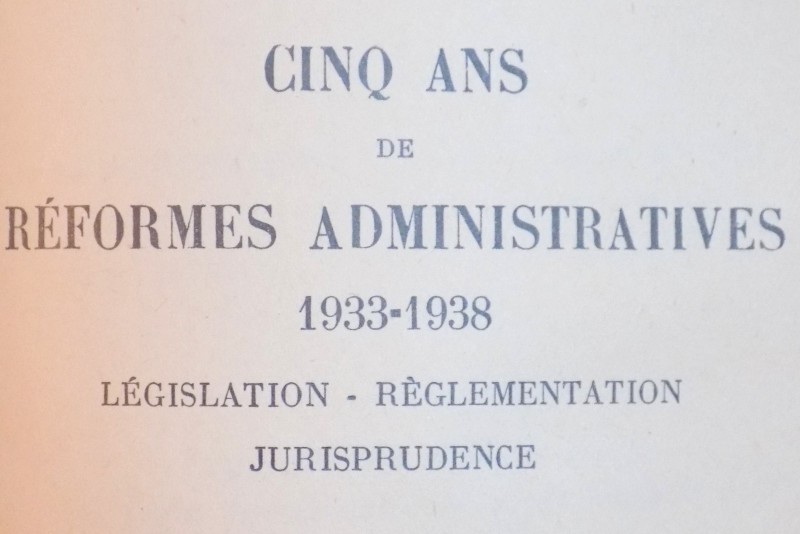 CINQ ANS
DE
RÉFORMES ADMINISTRATIVES
1933-1938
LÉGISLATION - RÈGLEMENTATION
JURISPRUDENCE